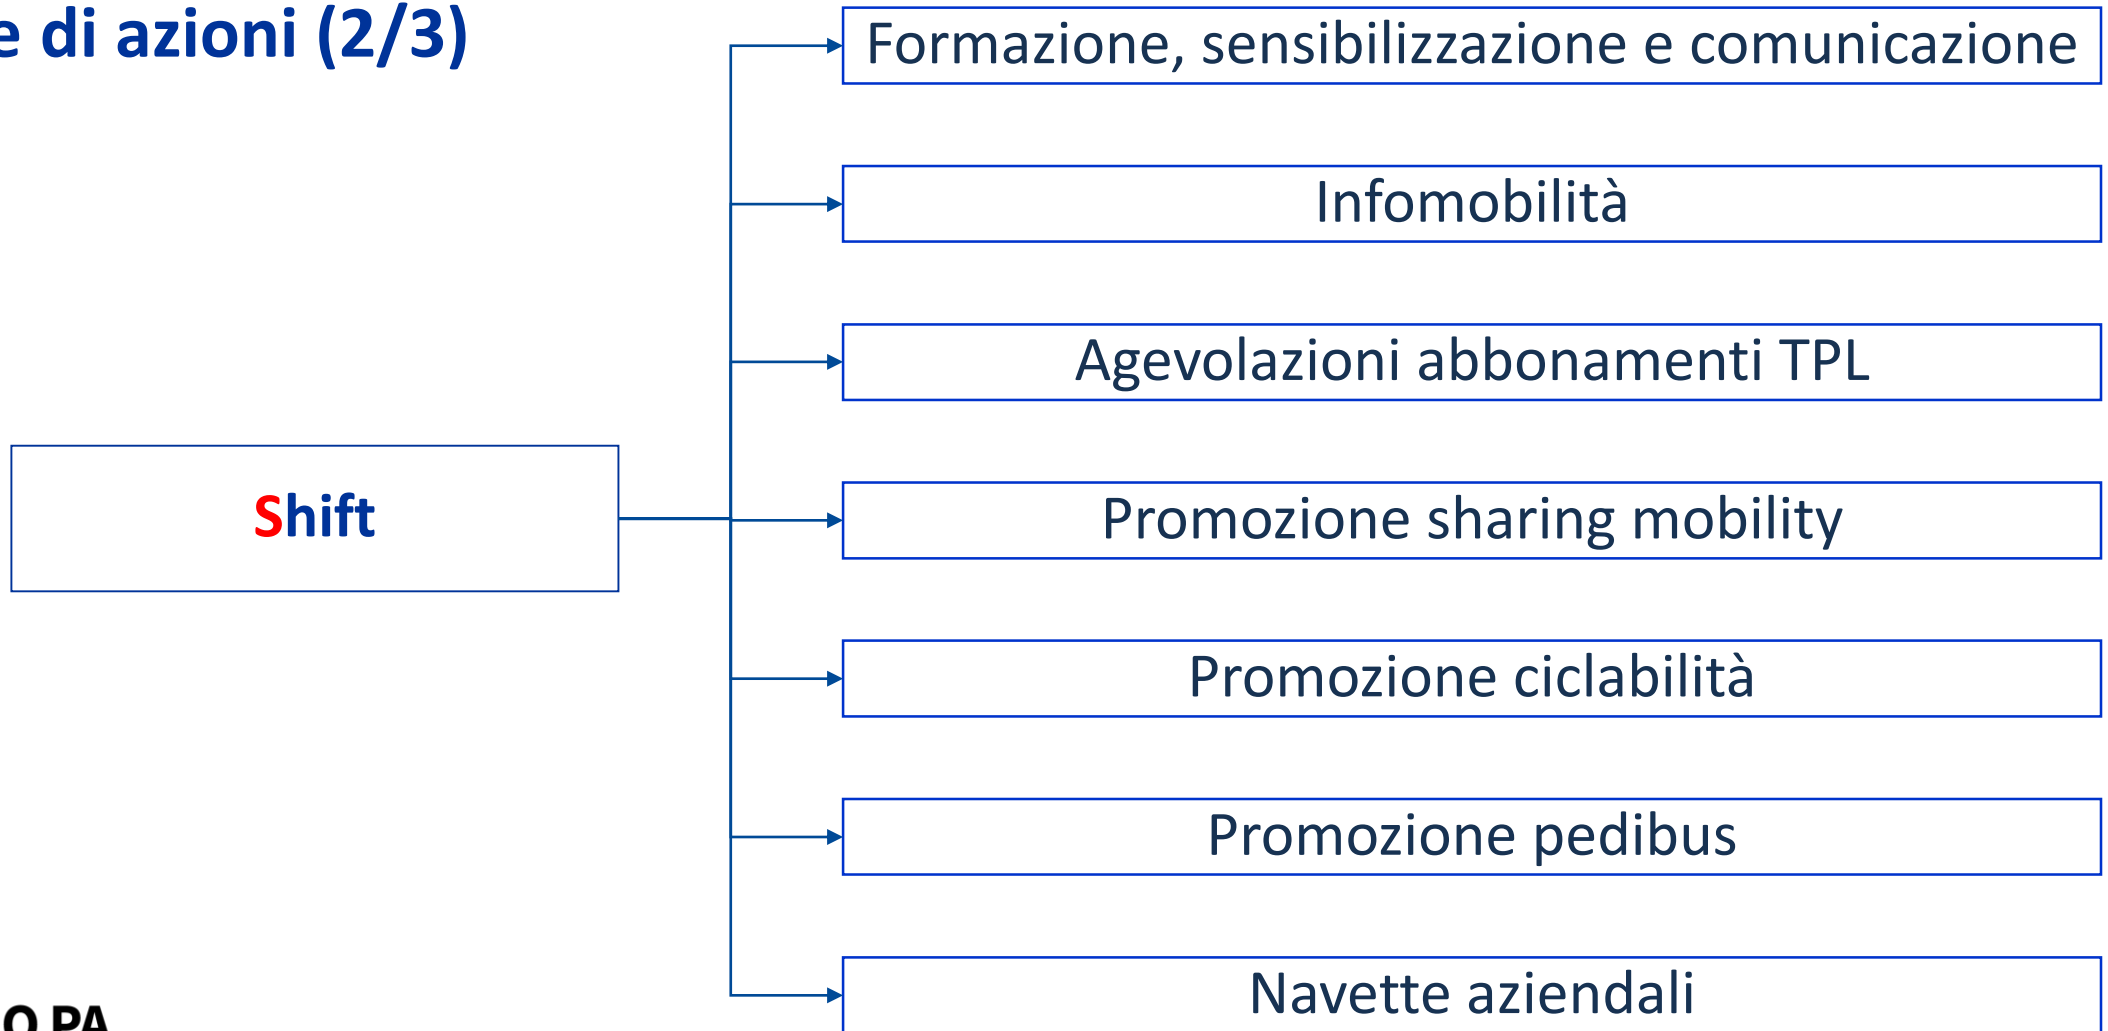 e di azioni (2/3)
Formazione, sensibilizzazione e comunicazione
Infomobilità
Agevolazioni abbonamenti TPL
Shift
Promozione sharing mobility
Promozione ciclabilità
Promozione pedibus
Navette aziendali
O PA